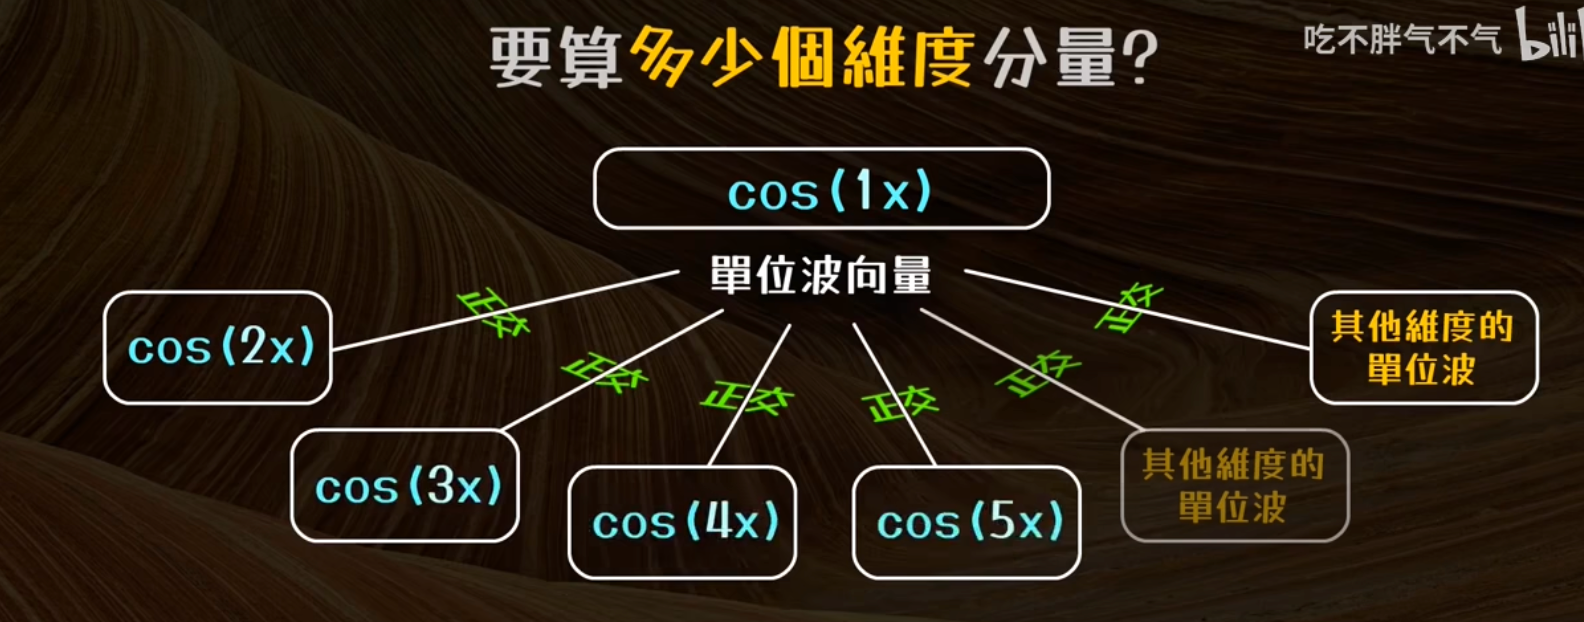 要算多少個維度分量?
吃不胖气不气
cos(1x)
單位波向量
正交
正交
正交
正交
正交
正交
cos(2x)
cos(3x)
cos(4x)
cos(5x)
其他維度的
單位波
其他維度的
單位波